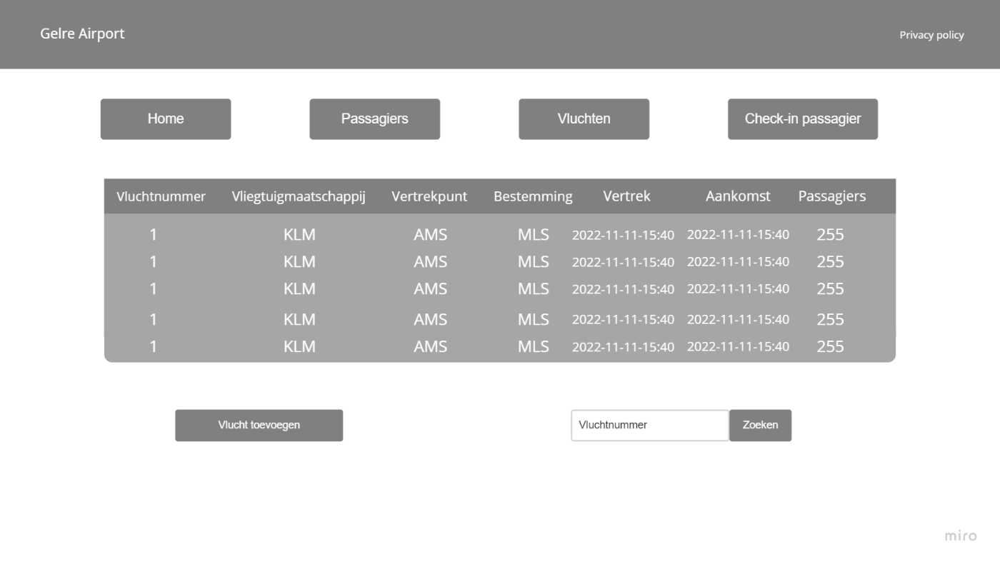 Gelre Airport
Privacy policy
Home Passagiers Vluchten Check-in passagier
Vluchtnummer Vliegtuigmaatschappij Vertrekpunt Bestemming Vertrek Aankomst Passagiers
1 KLM AMS MLS 2022-11-11-15:40 2022-11-11-15:40 255
1 KLM AMS MLS 2022-11-11-15:40 2022-11-11-15:40 255
1 KLM AMS MLS 2022-11-11-15:40 2022-11-11-15:40 255
1 KLM AMS MLS 2022-11-11-15:40 2022-11-11-15:40 255
1 KLM AMS MLS 2022-11-11-15:40 2022-11-11-15:40 255
Vlucht toevoegen
Vluchtnummer Zoeken
miro